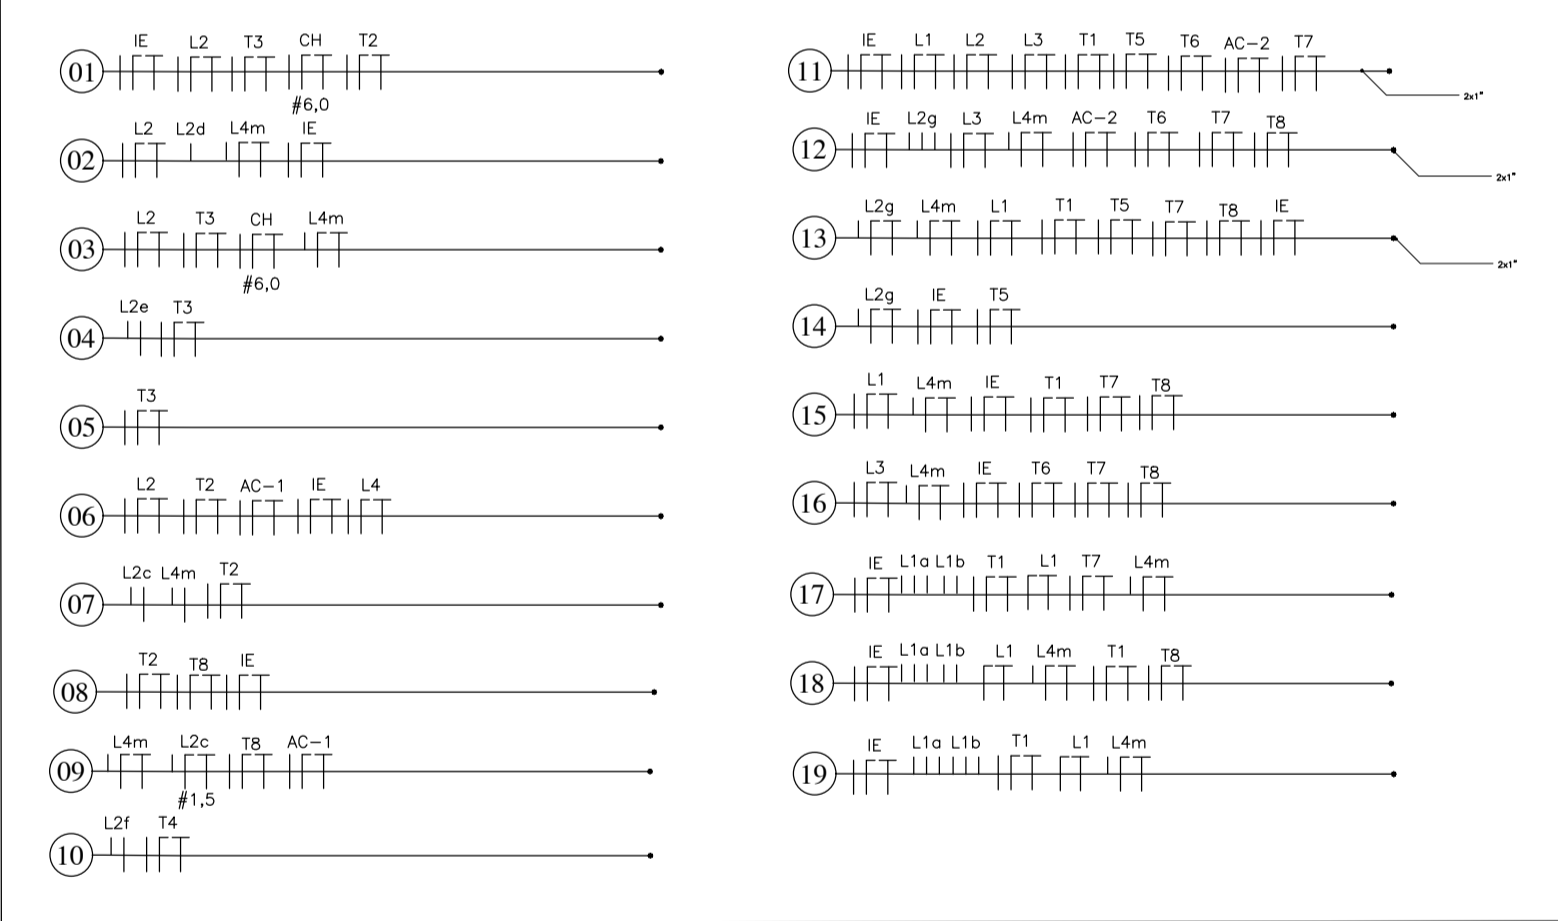 IE L2 T3 CH T2
01
#6,0
L2 L2d L4m IE
02
L2 T3 CH L4m
03
#6,0
L2e T3
04
T3
05
L2 T2 AC-1 IE L4
06
L2c L4m T2
07
T2 T8 IE
08
L4m L2c T8 AC-1
09
#1,5
L2f T4
10
IE L1 L2 L3 T1 T5 T6 AC-2 T7
11
2x1"
IE L2g L3 L4m AC-2 T6 T7 T8
12
2x1"
L2g L4m L1 T1 T5 T7 T8 IE
13
2x1"
L2g IE T5
14
L1 L4m IE T1 T7 T8
15
L3 L4m IE T6 T7 T8
16
IE L1a L1b T1 L1 T7 L4m
17
IE L1a L1b L1 L4m T1 T8
18
IE L1a L1b T1 L1 L4m
19